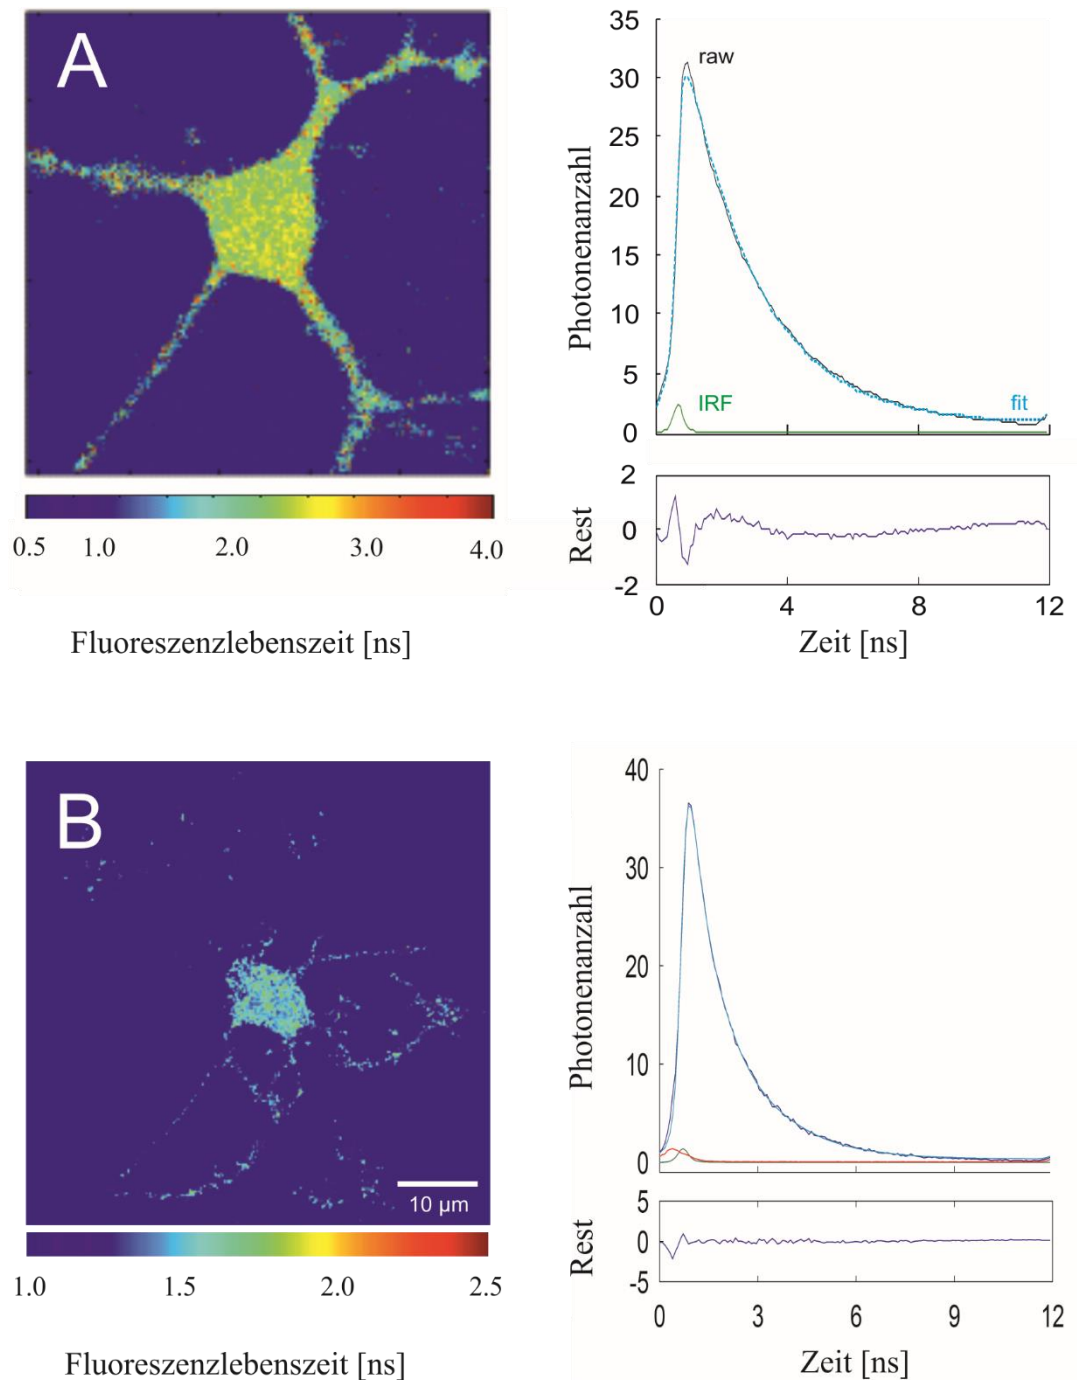 A
35
30
25
20
15
10
5
0
Photonenanzahl
raw
IRF
fit
2
0
-2
Rest
0 4 8 12
Zeit [ns]
0.5 1.0 2.0 3.0 4.0
Fluoreszenzlebenszeit [ns]
B
10 µm
1.0 1.5 2.0 2.5
Fluoreszenzlebenszeit [ns]
40
30
20
10
0
Photonenanzahl
5
0
-5
Rest
0 3 6 9 12
Zeit [ns]